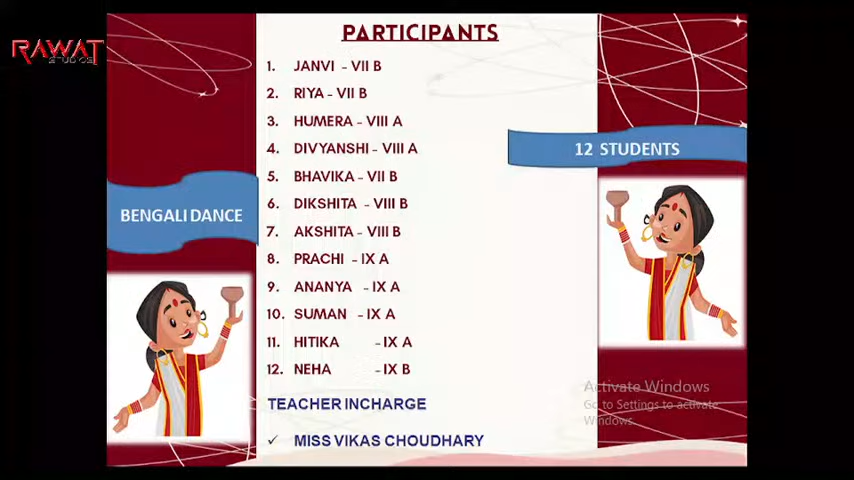 RAWAT
STUDIOS
PARTICIPANTS
1. JANVI - VII B
2. RIYA - VII B
3. HUMERA - VIII A
4. DIVYANSHI - VIII A
5. BHAVIKA - VII B
6. DIKSHITA - VIII B
7. AKSHITA - VIII B
8. PRACHI - IX A
9. ANANYA - IX A
10. SUMAN - IX A
11. HITIKA - IX A
12. NEHA - IX B
TEACHER INCHARGE
✓ MISS VIKAS CHOUDHARY
BENGALI DANCE
12 STUDENTS
Activate Windows
Go to Settings to activate
Windows.